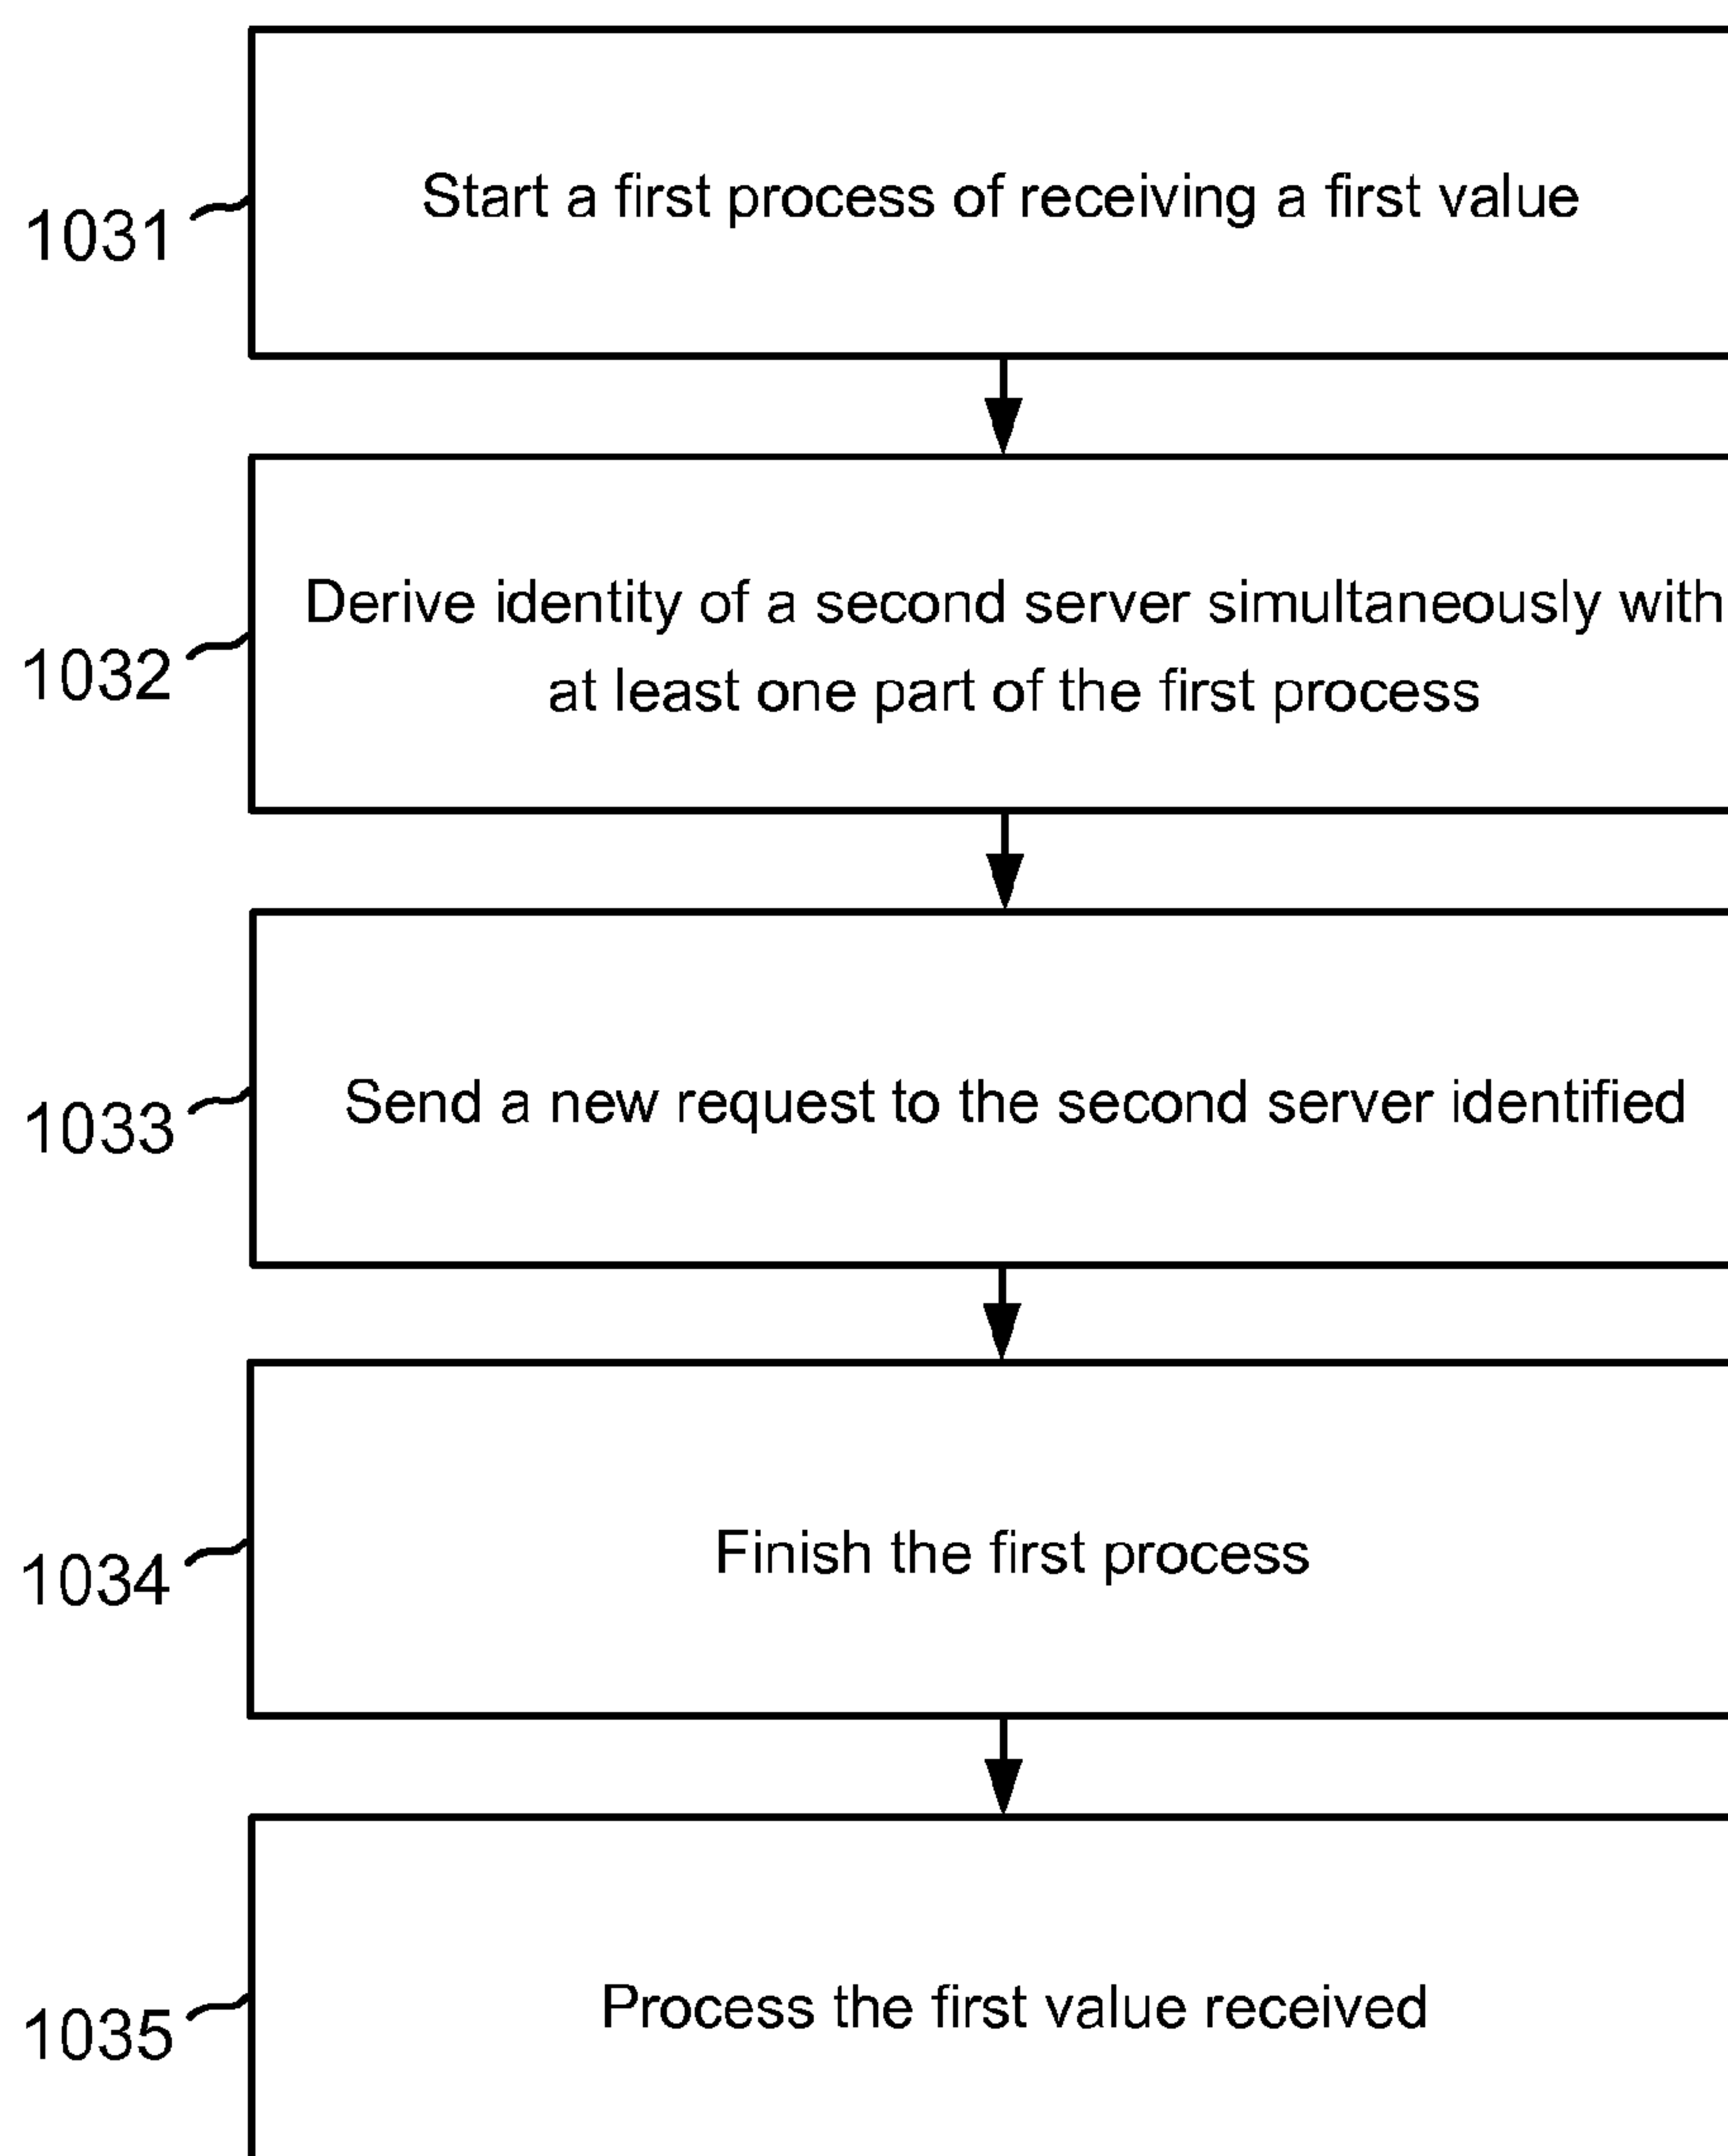 1031
Start a first process of receiving a first value
1032
Derive identity of a second server simultaneously with
at least one part of the first process
1033
Send a new request to the second server identified
1034
Finish the first process
1035
Process the first value received